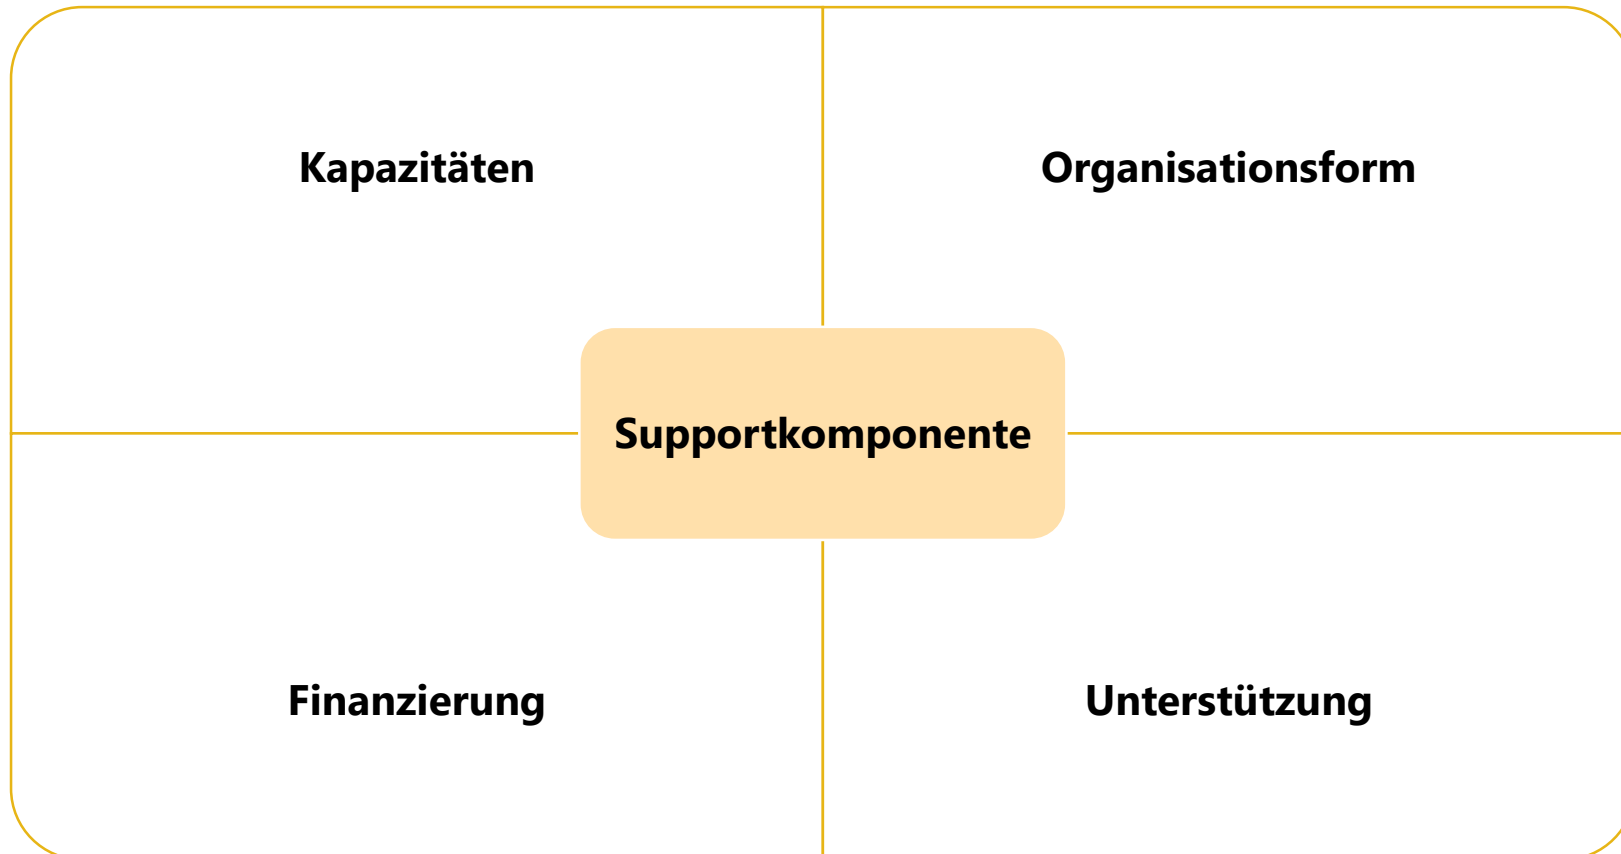 Kapazitäten
Organisationsform
Supportkomponente
Finanzierung
Unterstützung